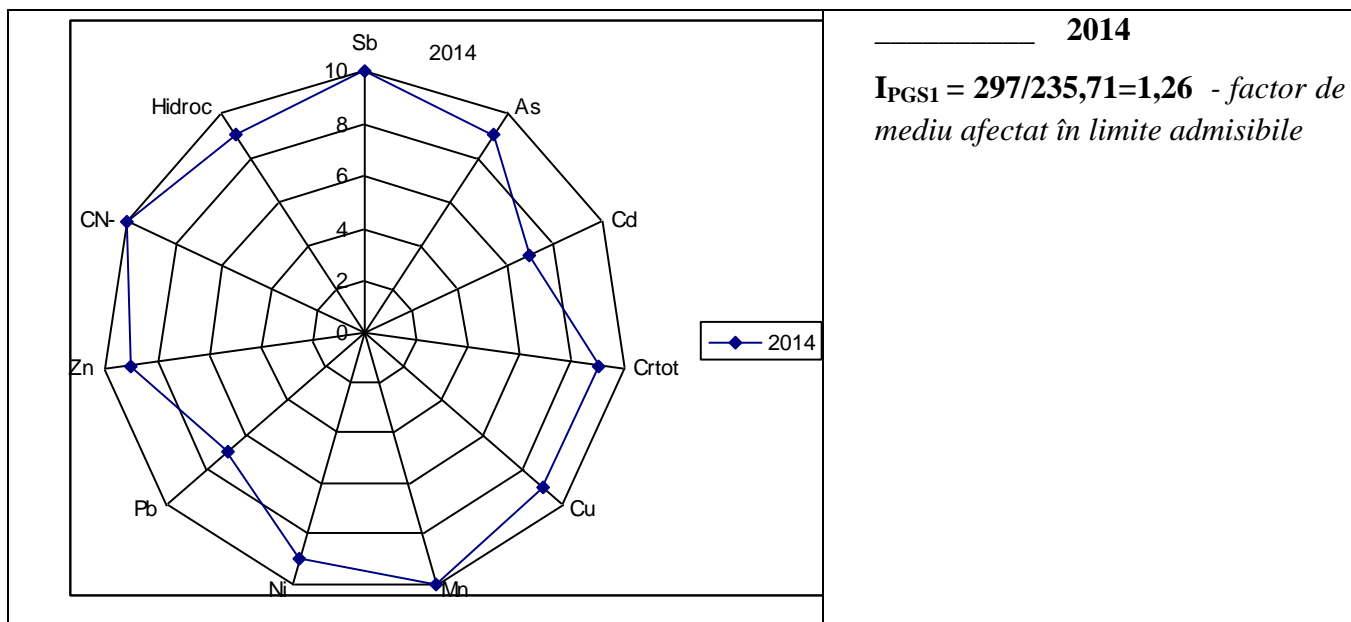 Sb
2014
10
As
Hidroc
8
6
CN-
Cd
4
2
0
2014
Zn
Crtot
Pb
Cu
Ni
Mn
__________ 2014
IPGS1 = 297/235,71=1,26 - factor de
mediu afectat în limite admisibile